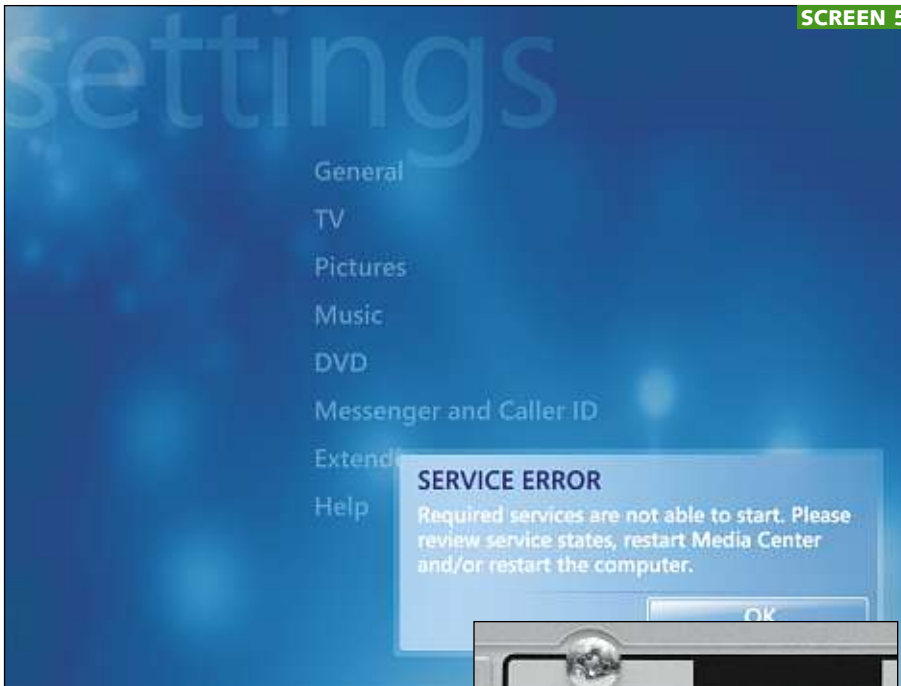 SCREEN 5
settings
General
TV
Pictures
Music
DVD
Messenger and Caller ID
Extende
Help
SERVICE ERROR
Required services are not able to start. Please
review service states, restart Media Center
and/or restart the computer.
OK